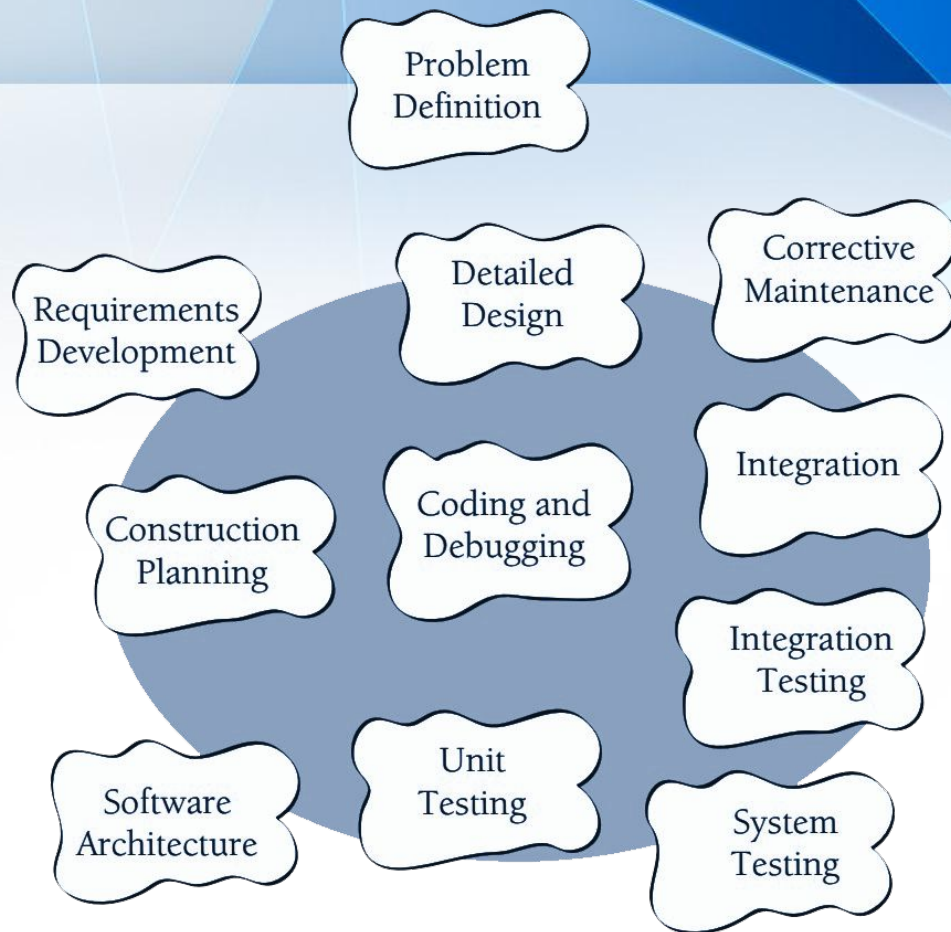 Problem
Definition
Requirements
Development
Detailed
Design
Corrective
Maintenance
Construction
Planning
Coding and
Debugging
Integration
Integration
Testing
Software
Architecture
Unit
Testing
System
Testing